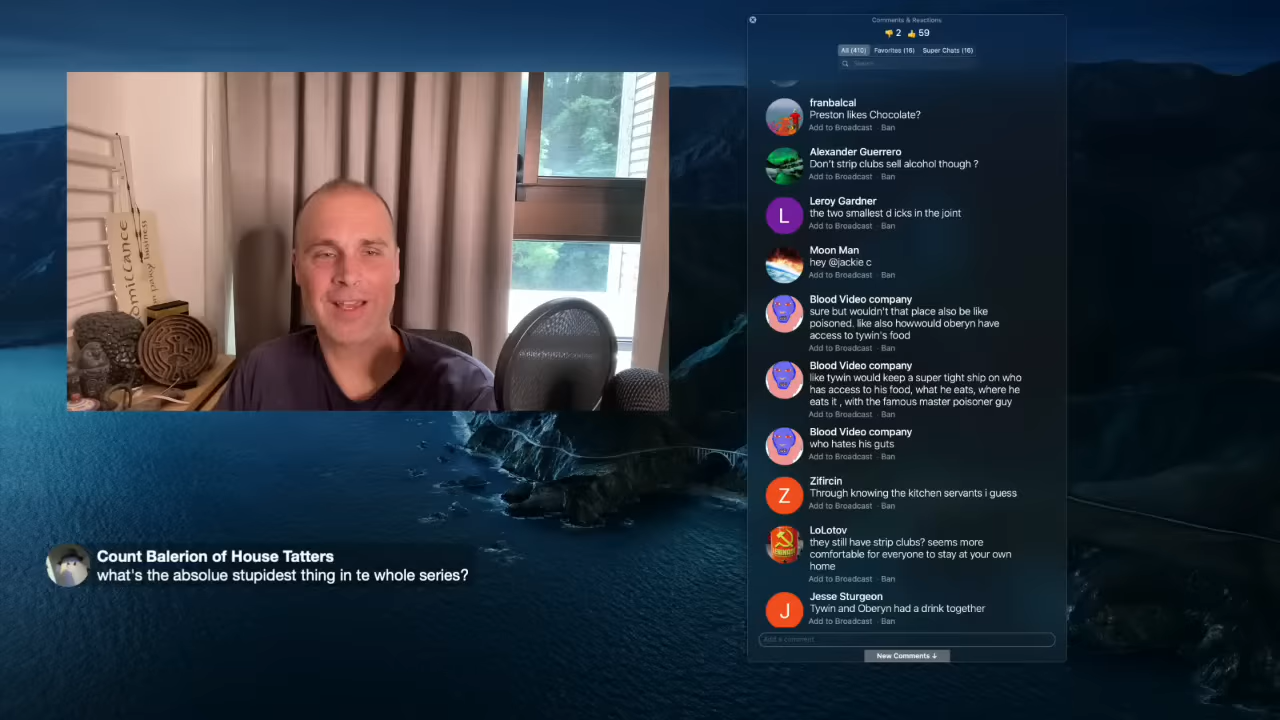 Comments & Reactions
2 59
All (410) Favorites (16) Super Chats (16)
Search
franbalcal
Preston likes Chocolate?
Add to Broadcast · Ban
Alexander Guerrero
Don't strip clubs sell alcohol though ?
Add to Broadcast · Ban
L
Leroy Gardner
the two smallest d icks in the joint
Add to Broadcast · Ban
Moon Man
hey @jackie c
Add to Broadcast · Ban
Blood Video company
sure but wouldn't that place also be like
poisoned. like also howwould oberyn have
access to tywin's food
Add to Broadcast · Ban
Blood Video company
like tywin would keep a super tight ship on who
has access to his food, what he eats, where he
eats it , with the famous master poisoner guy
Add to Broadcast · Ban
Blood Video company
who hates his guts
Add to Broadcast · Ban
Z
Zifircin
Through knowing the kitchen servants i guess
Add to Broadcast · Ban
LoLotov
they still have strip clubs? seems more
comfortable for everyone to stay at your own
home
Add to Broadcast · Ban
J
Jesse Sturgeon
Tywin and Oberyn had a drink together
Add to Broadcast · Ban
Add a comment
New Comments ↓
Count Balerion of House Tatters
what's the absolue stupidest thing in te whole series?